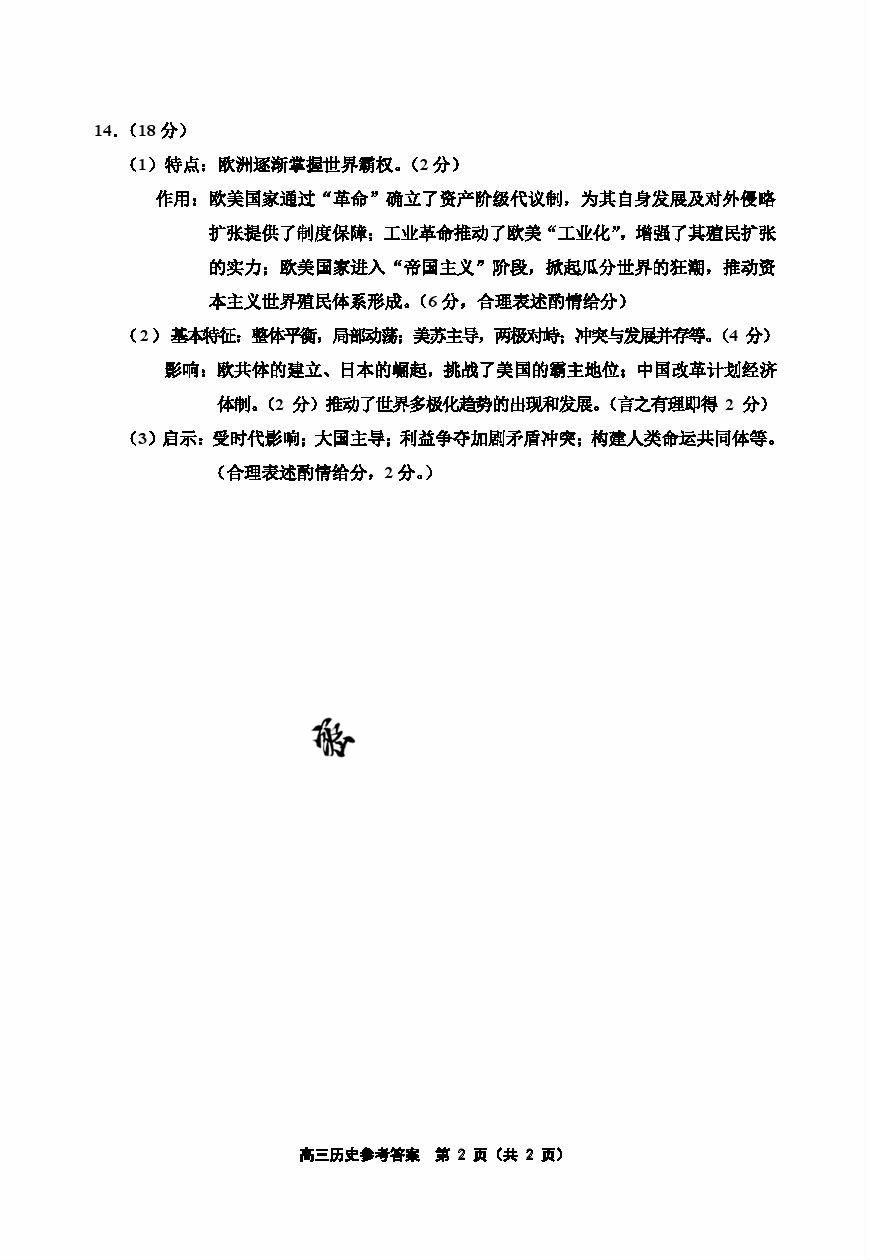 14.（18 分）
（1）特点：欧洲逐渐掌握世界霸权。（2 分）
作用：欧美国家通过“革命”确立了资产阶级代议制，为其自身发展及对外侵略
扩张提供了制度保障；工业革命推动了欧美“工业化”，增强了其殖民扩张
的实力；欧美国家进入“帝国主义”阶段，掀起瓜分世界的狂潮，推动资
本主义世界殖民体系形成。（6 分，合理表述酌情给分）
（2）基本特征：整体平衡，局部动荡；美苏主导，两极对峙；冲突与发展并存等。（4 分）
影响：欧共体的建立、日本的崛起，挑战了美国的霸主地位；中国改革计划经济
体制。（2 分）推动了世界多极化趋势的出现和发展。（言之有理即得 2 分）
（3）启示：受时代影响；大国主导；利益争夺加剧矛盾冲突；构建人类命运共同体等。
（合理表述酌情给分，2 分。）
高三历史参考答案 第 2 页（共 2 页）